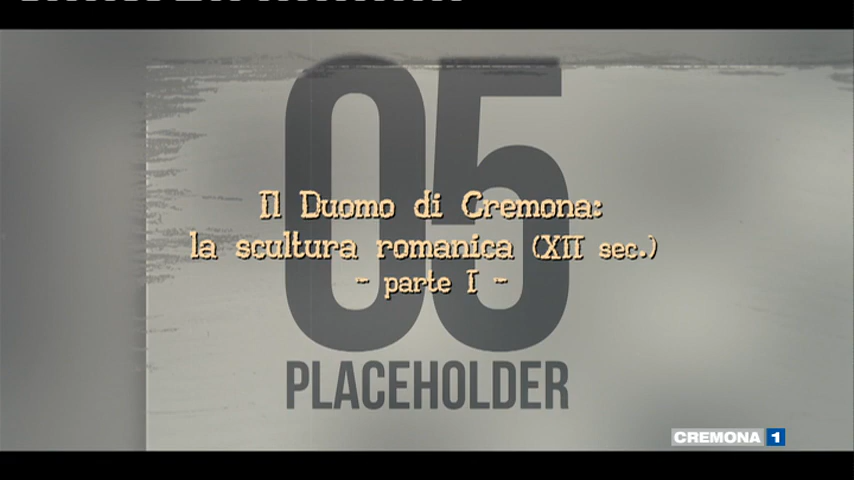 05
Il Duomo di Cremona:
la scultura romanica (XII sec.)
- parte I -
PLACEHOLDER
CREMONA 1